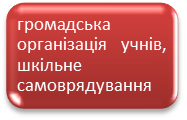 громадська
організація учнів,
шкільне
самоврядування